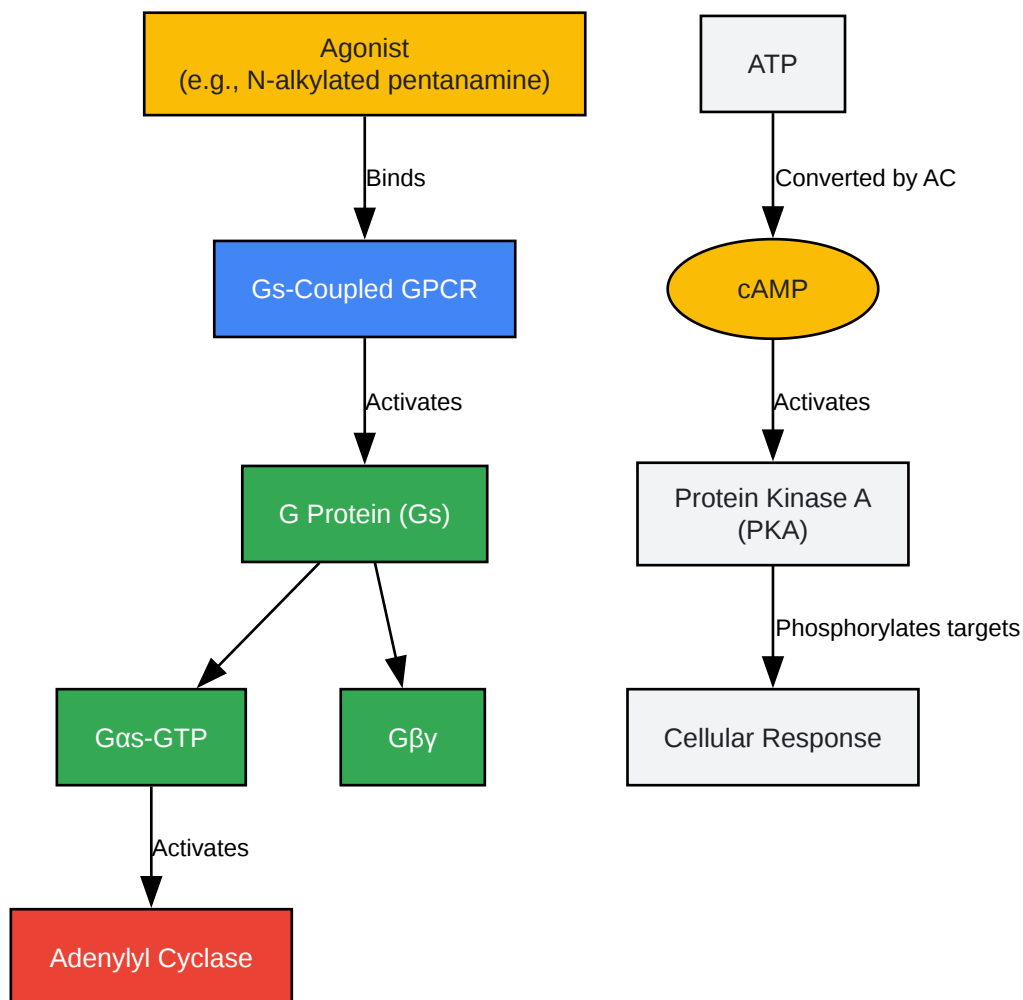 Agonist
(e.g., N-alkylated pentanamine)
Binds
Gs-Coupled GPCR
Activates
G Protein (Gs)
Gαs-GTP
Gβγ
Activates
Adenylyl Cyclase
ATP
Converted by AC
cAMP
Activates
Protein Kinase A
(PKA)
Phosphorylates targets
Cellular Response